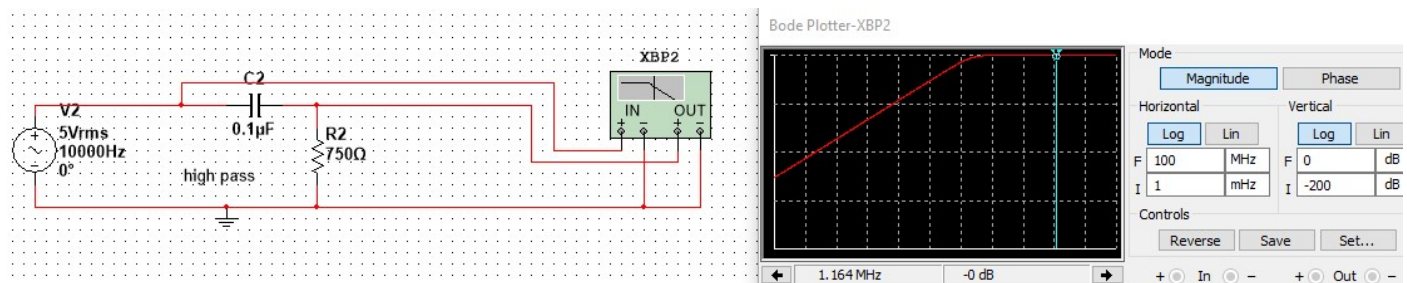 Bode Plotter-XBP2
XBP2
C2
V2
IN OUT
+ − + −
5Vrms
10000Hz
0°
0.1µF
R2
750Ω
high pass
Mode
Magnitude Phase
Horizontal Vertical
Log Lin Log Lin
F 100 MHz F 0 dB
I 1 mHz I -200 dB
Controls
Reverse Save Set...
1.164 MHz -0 dB
+ In − + Out −